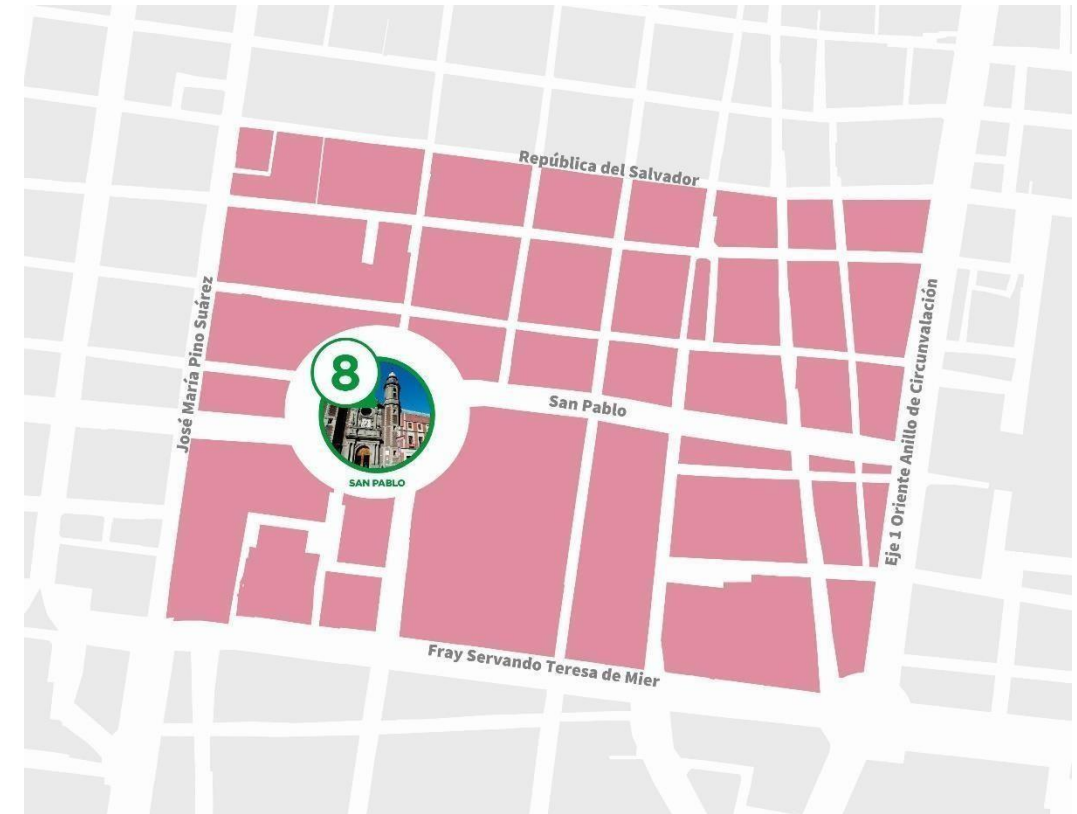 República del Salvador
José María Pino Suárez
8
SAN PABLO
San Pablo
Eje 1 Oriente Anillo de Circunvalación
Fray Servando Teresa de Mier